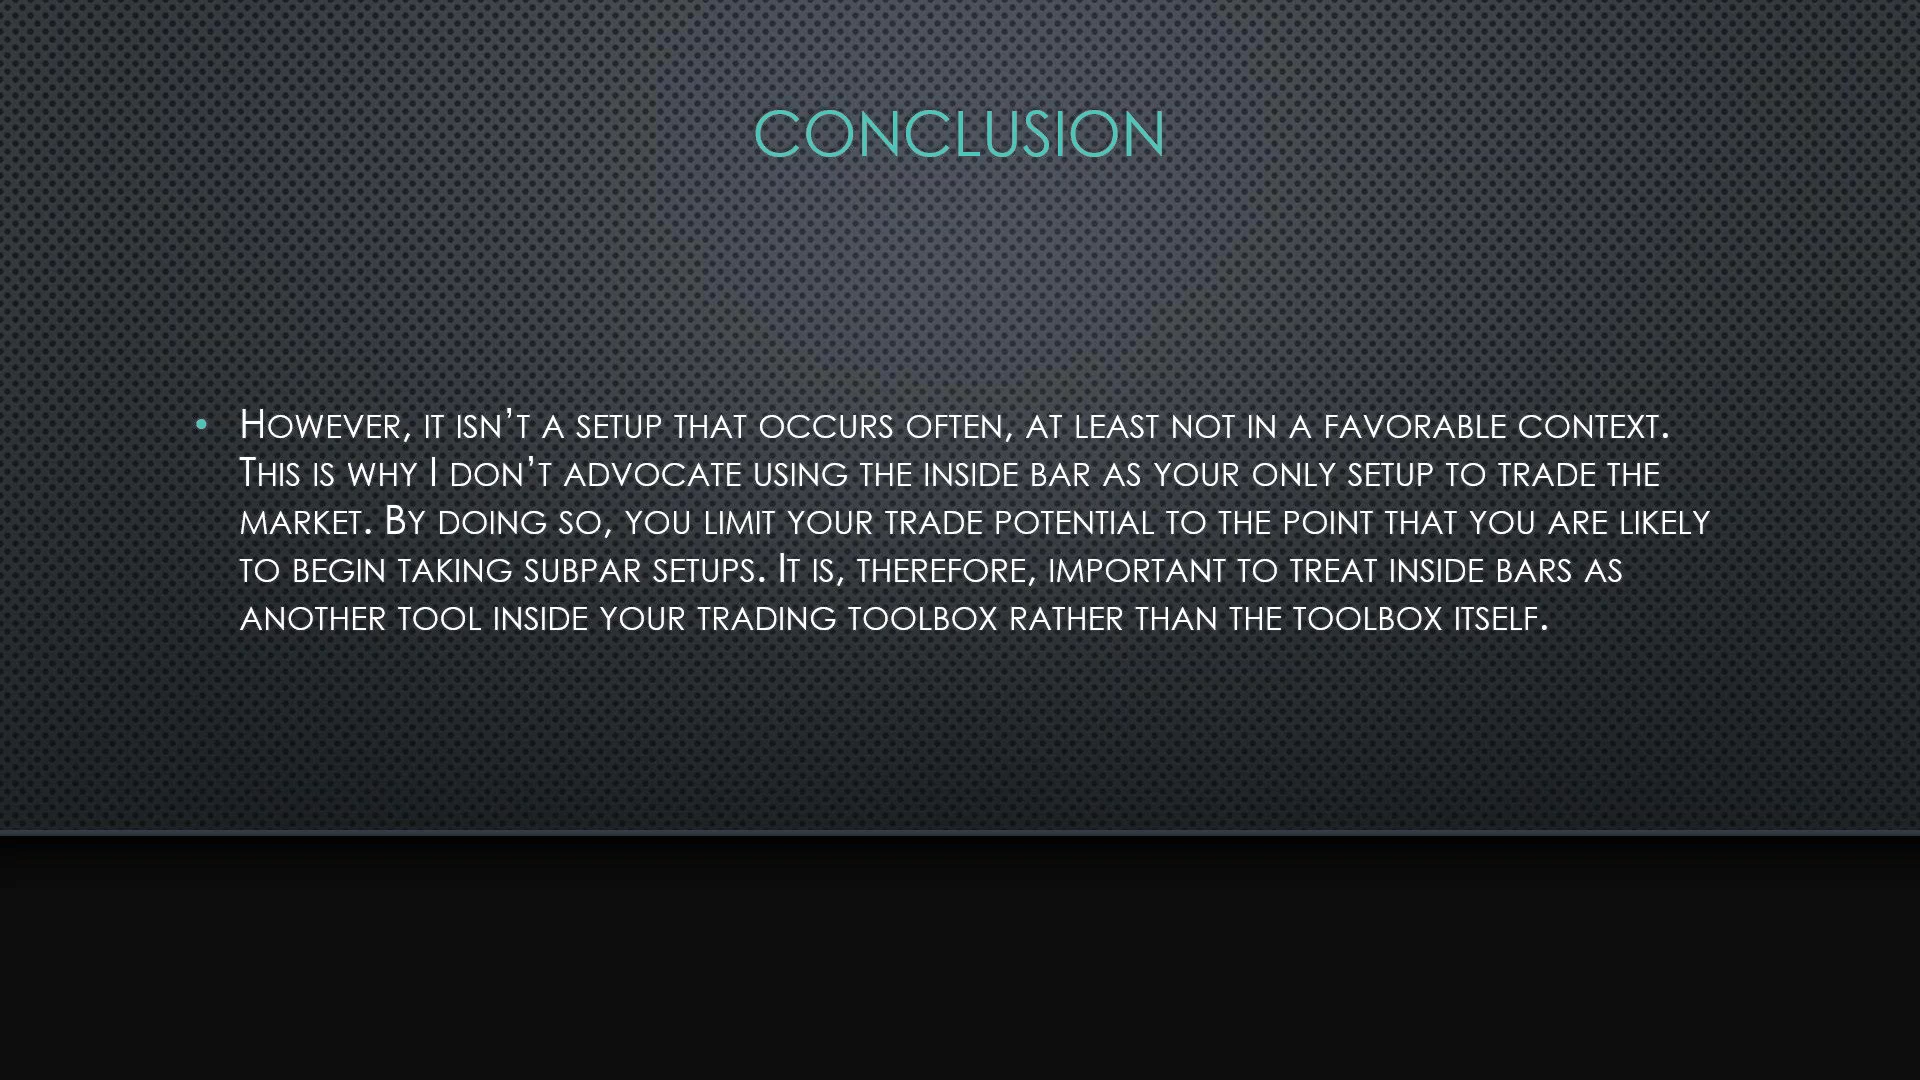 CONCLUSION
• However, it isn’t a setup that occurs often, at least not in a favorable context.
This is why I don’t advocate using the inside bar as your only setup to trade the
market. By doing so, you limit your trade potential to the point that you are likely
to begin taking subpar setups. It is, therefore, important to treat inside bars as
another tool inside your trading toolbox rather than the toolbox itself.